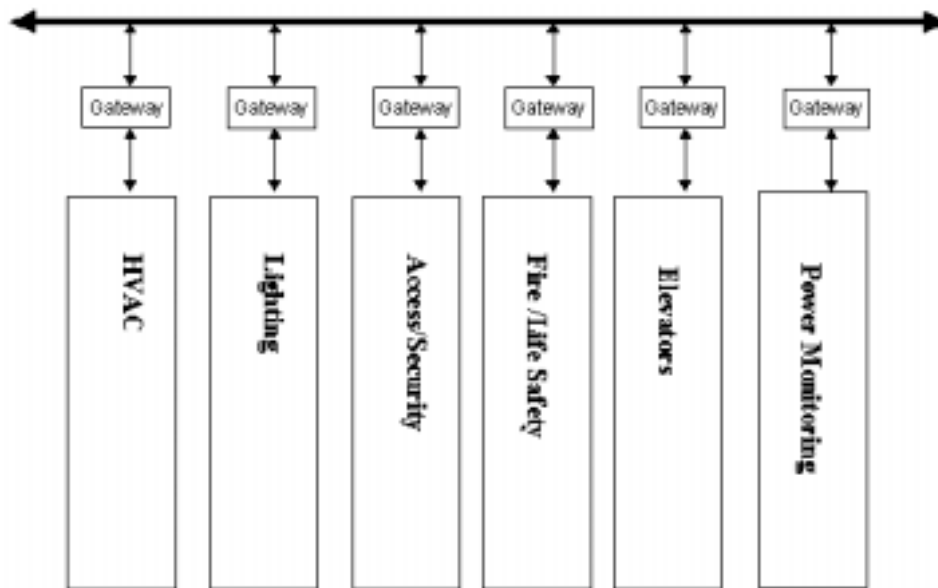 Gateway
Gateway
Gateway
Gateway
Gateway
Gateway
HVAC
Lighting
Access/Security
Fire /Life Safety
Elevators
Power Monitoring